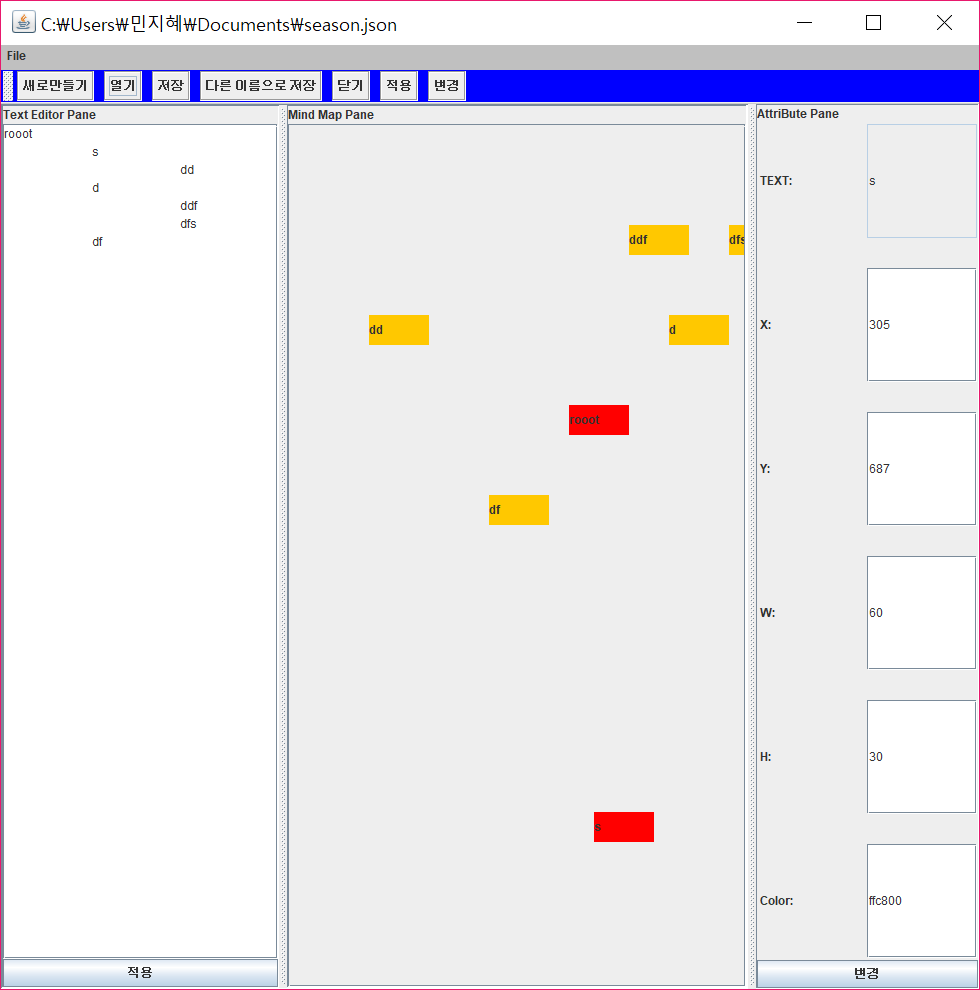 C:₩Users₩민지혜₩Documents₩season.json
File
새로만들기 열기 저장 다른 이름으로 저장 닫기 적용 변경
Text Editor Pane
rooot
s
dd
d
ddf
dfs
df
적용
Mind Map Pane
ddf dfs
dd d
rooot
df
s
AttriBute Pane
TEXT: s
X: 305
Y: 687
W: 60
H: 30
Color: ffc800
변경